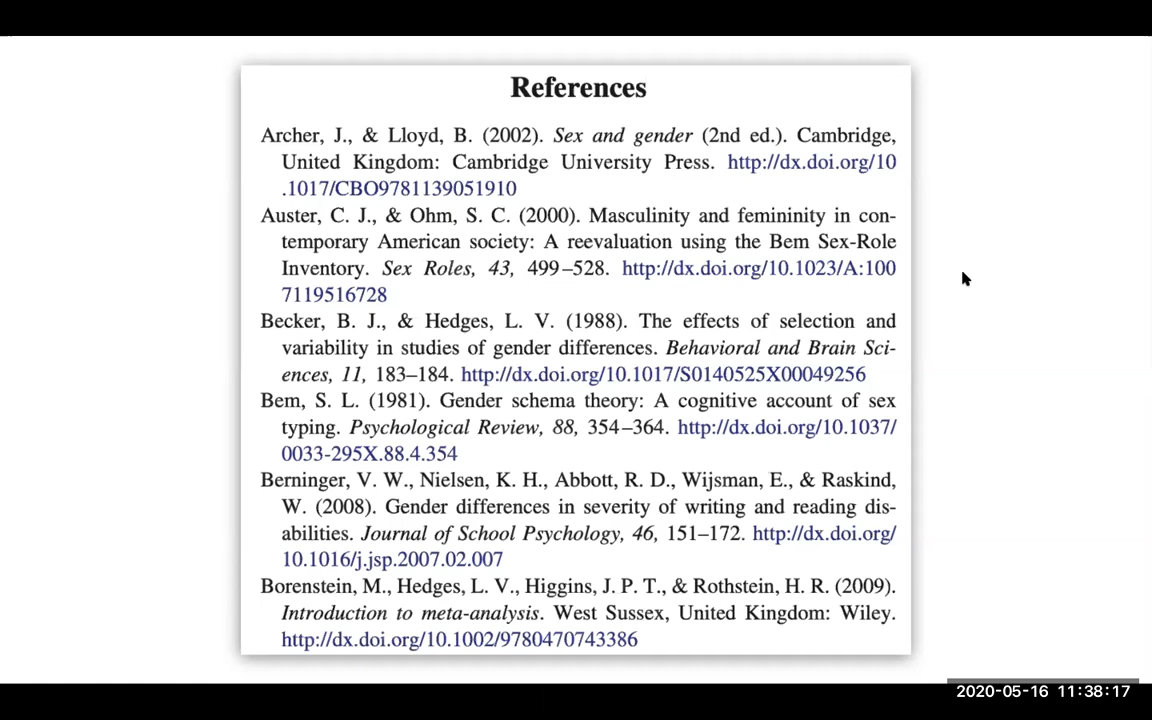 References
Archer, J., & Lloyd, B. (2002). Sex and gender (2nd ed.). Cambridge,
United Kingdom: Cambridge University Press. http://dx.doi.org/10
.1017/CBO9781139051910
Auster, C. J., & Ohm, S. C. (2000). Masculinity and femininity in con-
temporary American society: A reevaluation using the Bem Sex-Role
Inventory. Sex Roles, 43, 499–528. http://dx.doi.org/10.1023/A:100
7119516728
Becker, B. J., & Hedges, L. V. (1988). The effects of selection and
variability in studies of gender differences. Behavioral and Brain Sci-
ences, 11, 183–184. http://dx.doi.org/10.1017/S0140525X00049256
Bem, S. L. (1981). Gender schema theory: A cognitive account of sex
typing. Psychological Review, 88, 354–364. http://dx.doi.org/10.1037/
0033-295X.88.4.354
Berninger, V. W., Nielsen, K. H., Abbott, R. D., Wijsman, E., & Raskind,
W. (2008). Gender differences in severity of writing and reading dis-
abilities. Journal of School Psychology, 46, 151–172. http://dx.doi.org/
10.1016/j.jsp.2007.02.007
Borenstein, M., Hedges, L. V., Higgins, J. P. T., & Rothstein, H. R. (2009).
Introduction to meta-analysis. West Sussex, United Kingdom: Wiley.
http://dx.doi.org/10.1002/9780470743386
2020-05-16 11:38:17